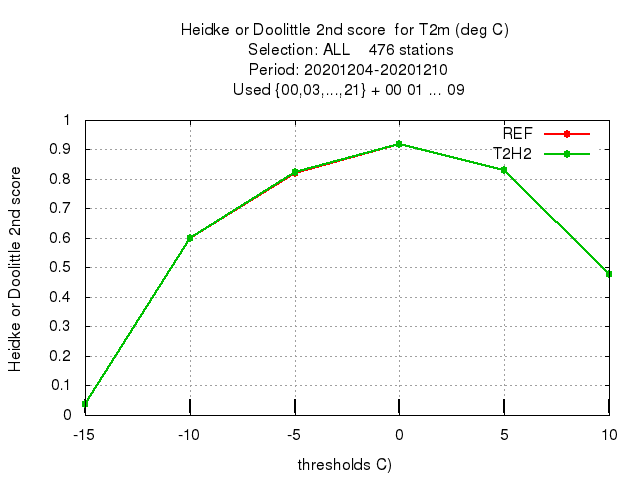 Heidke or Doolittle 2nd score  for T2m (deg C)
Selection: ALL    476 stations
Period: 20201204-20201210
Used {00,03,...,21} + 00 01 ... 09
REF
T2H2
Heidke or Doolittle 2nd score
1
0.9
0.8
0.7
0.6
0.5
0.4
0.3
0.2
0.1
0
-15 -10 -5 0 5 10
thresholds C)